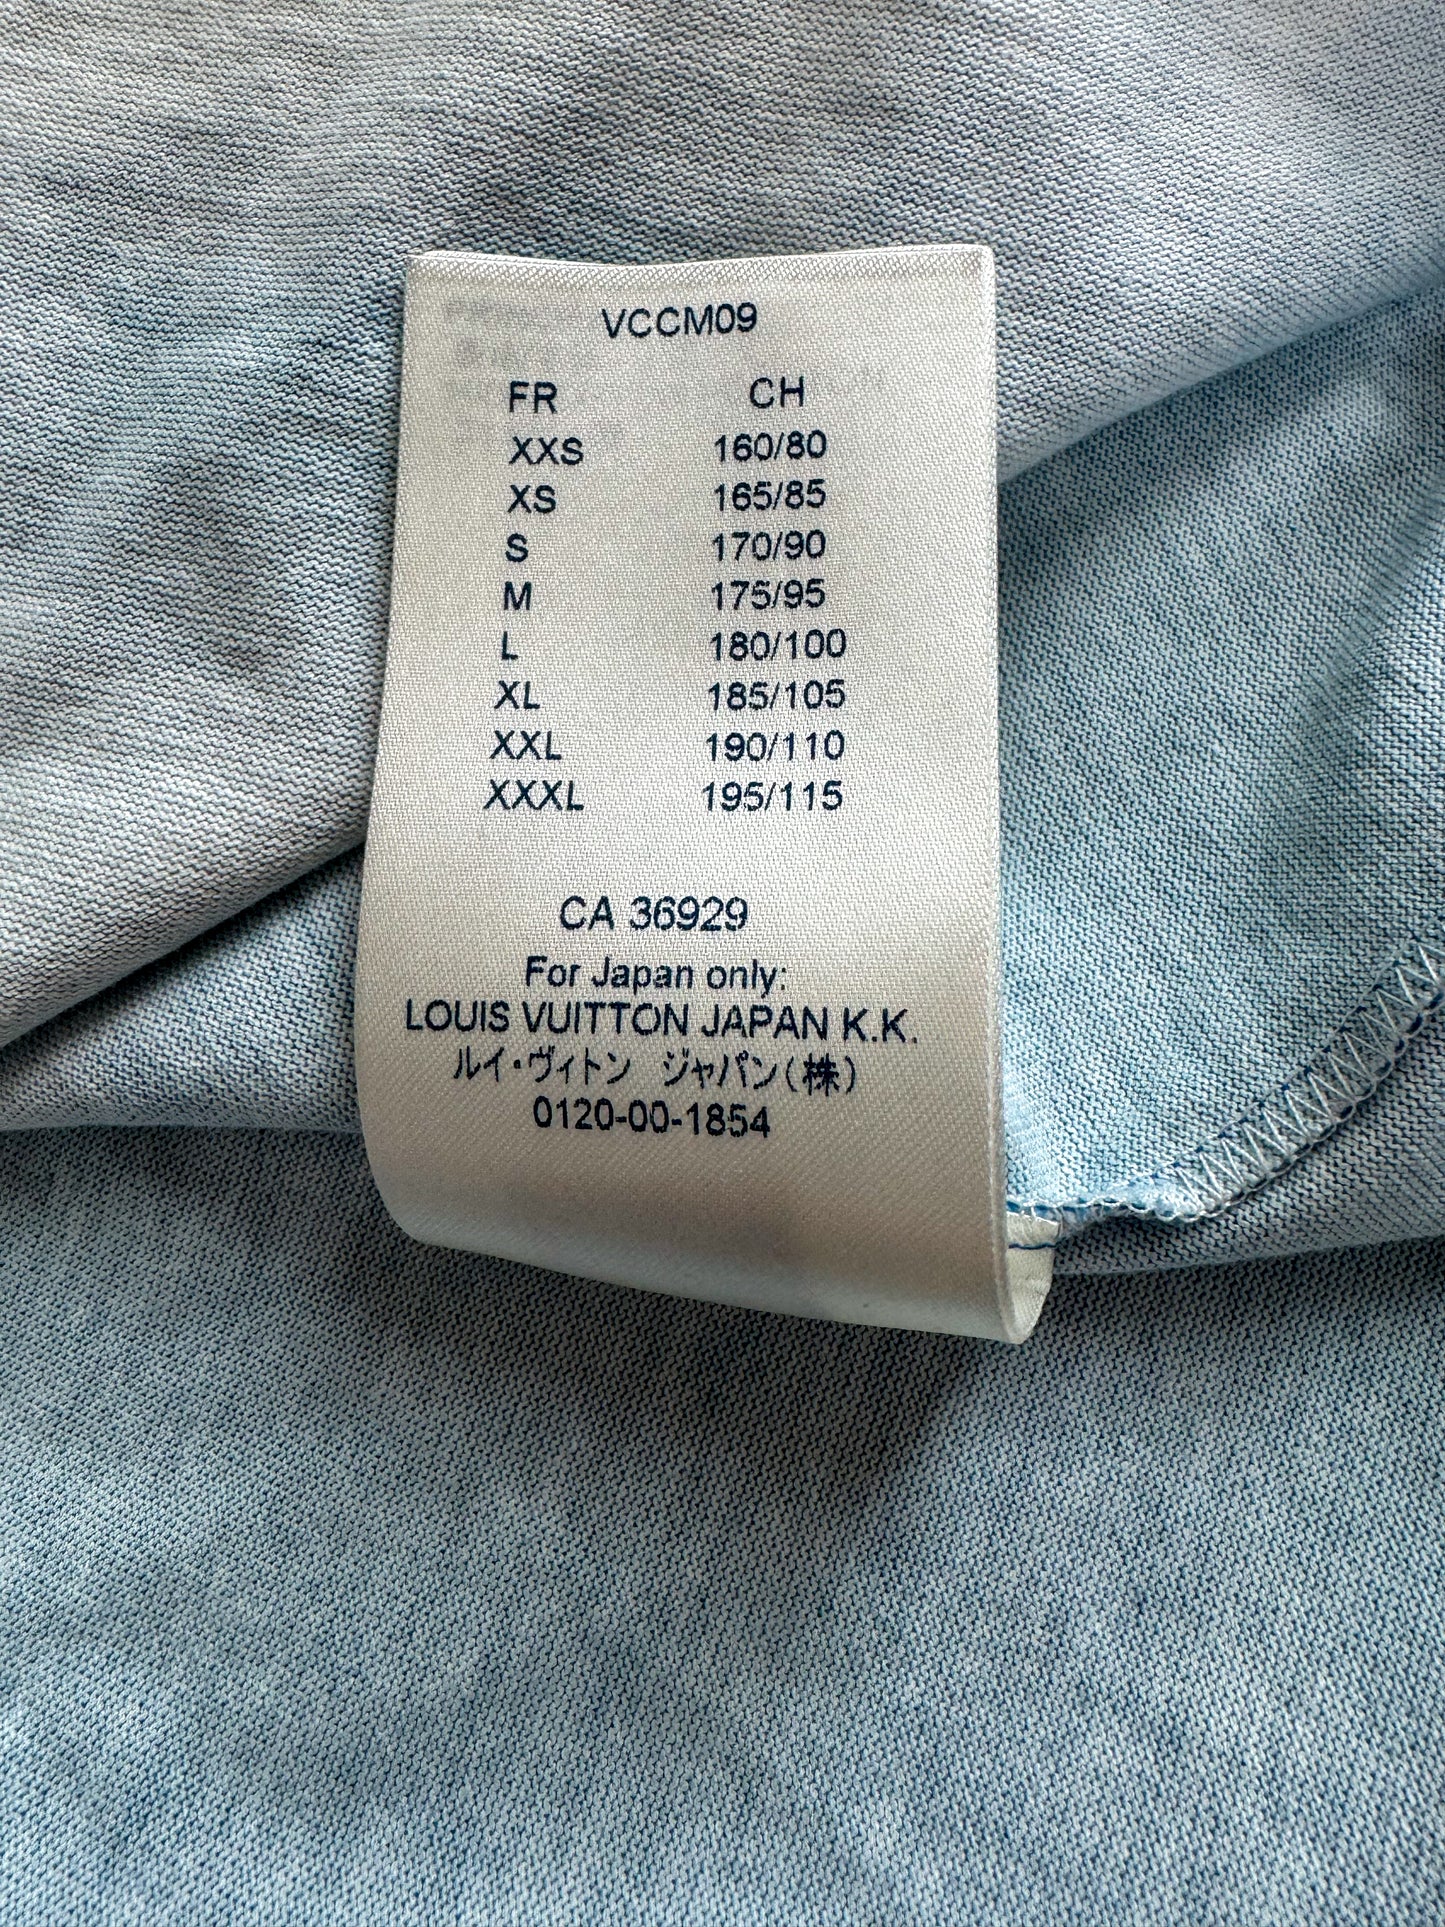 VCCM09
FR CH
XXS 160/80
XS 165/85
S 170/90
M 175/95
L 180/100
XL 185/105
XXL 190/110
XXXL 195/115
CA 36929
For Japan only:
LOUIS VUITTON JAPAN K.K.
ルイ・ヴィトン ジャパン(株)
0120-00-1854